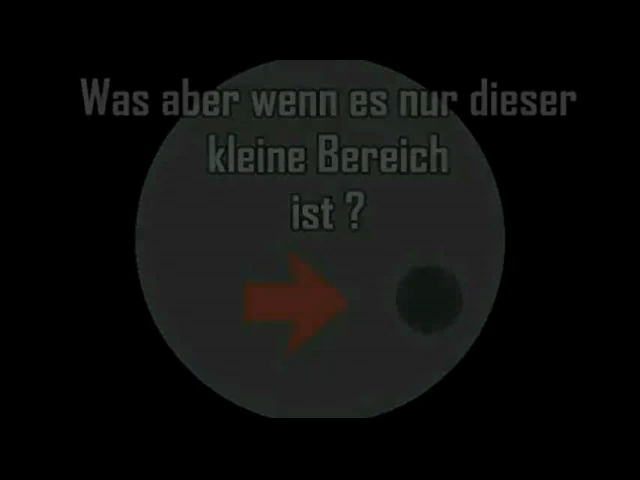 Was aber wenn es nur dieser
kleine Bereich
ist ?